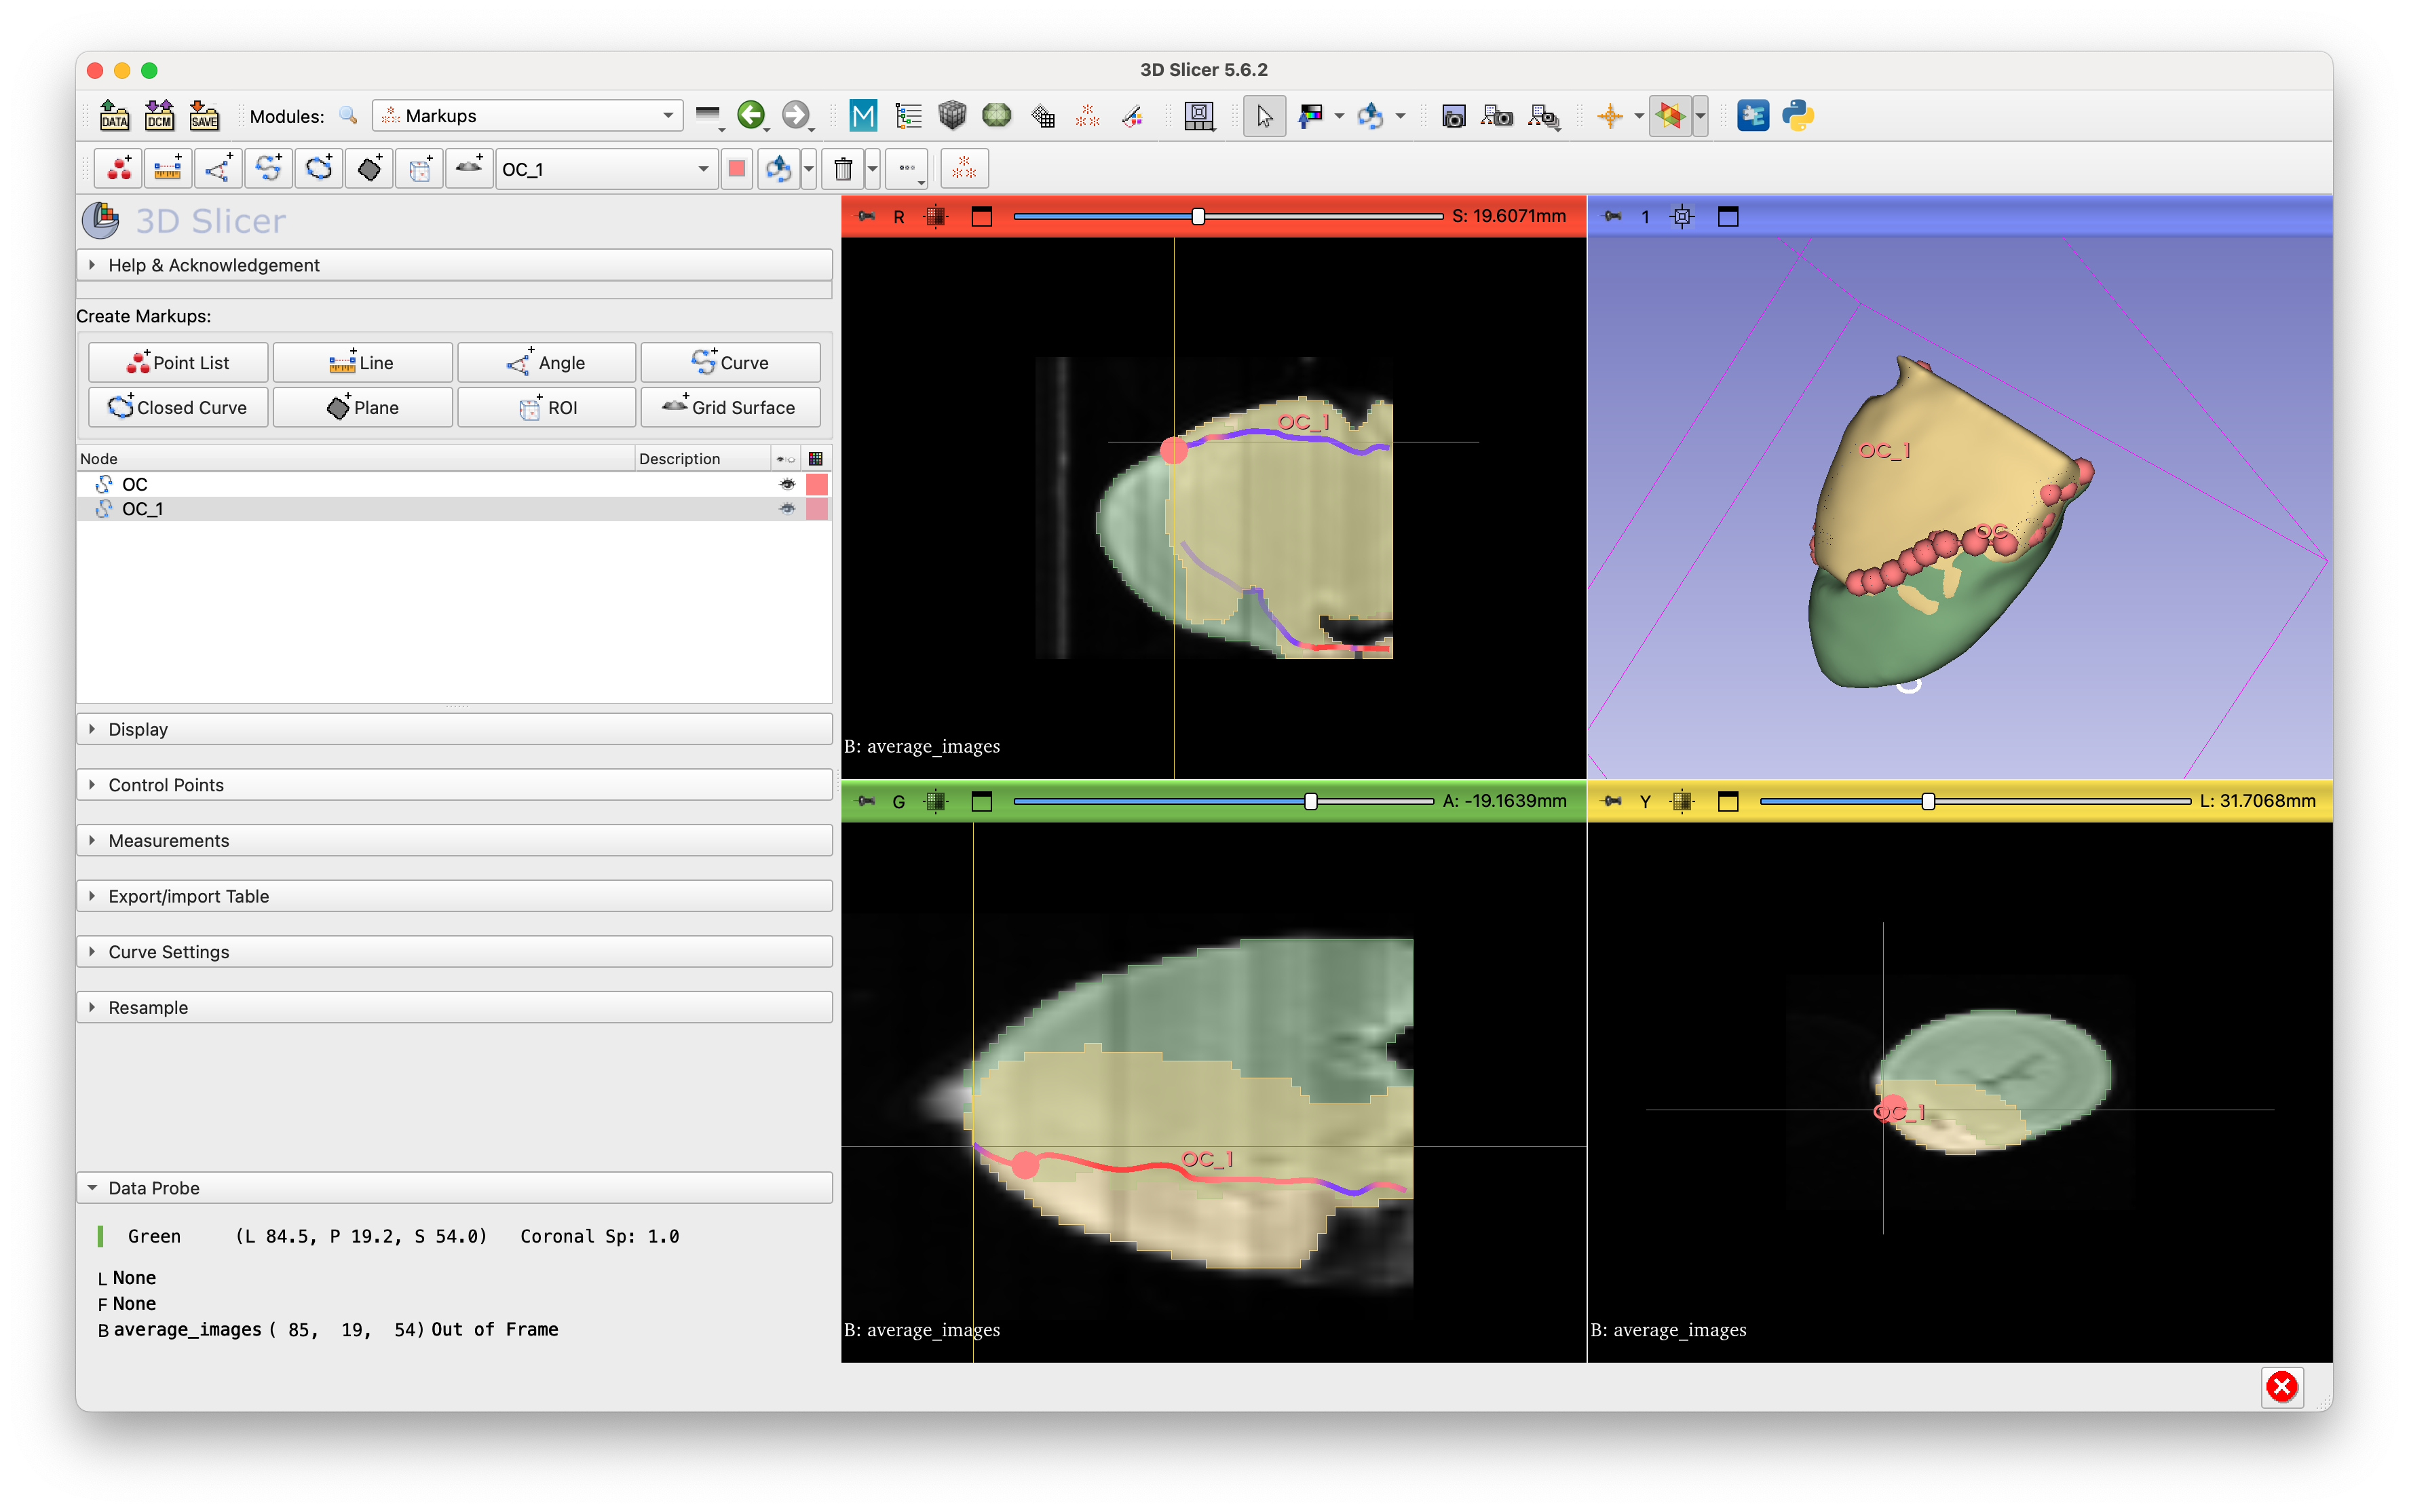 3D Slicer 5.6.2
DATA
DCM
SAVE
Modules:
Markups
M
OC_1
3D Slicer
Help & Acknowledgement
Create Markups:
Point List
Line
Angle
Curve
Closed Curve
Plane
ROI
Grid Surface
Node
Description
OC
OC_1
Display
Control Points
Measurements
Export/import Table
Curve Settings
Resample
Data Probe
Green (L 84.5, P 19.2, S 54.0) Coronal Sp: 1.0
L None
F None
B average_images ( 85, 19, 54) Out of Frame
R
S: 19.6071mm
OC_1
B: average_images
1
OC_1
OC
S
G
A: -19.1639mm
OC_1
B: average_images
Y
L: 31.7068mm
OC_1
B: average_images